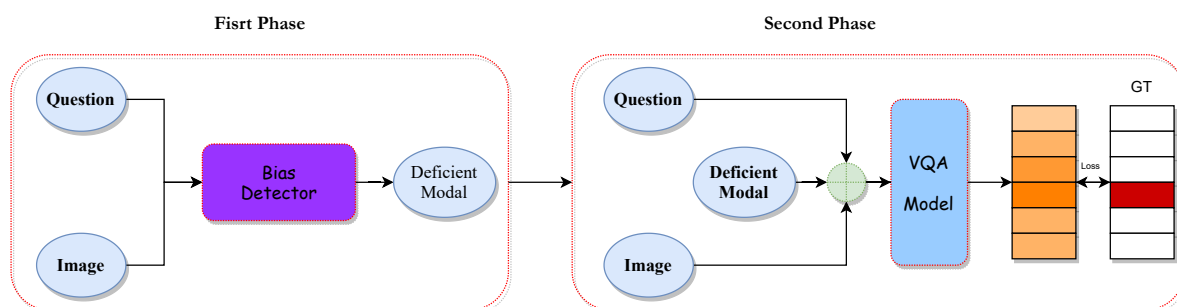 Fisrt Phase
Question
Image
Bias
Detector
Deficient
Modal
Second Phase
Question
Deficient
Modal
Image
VQA
Model
Loss
GT